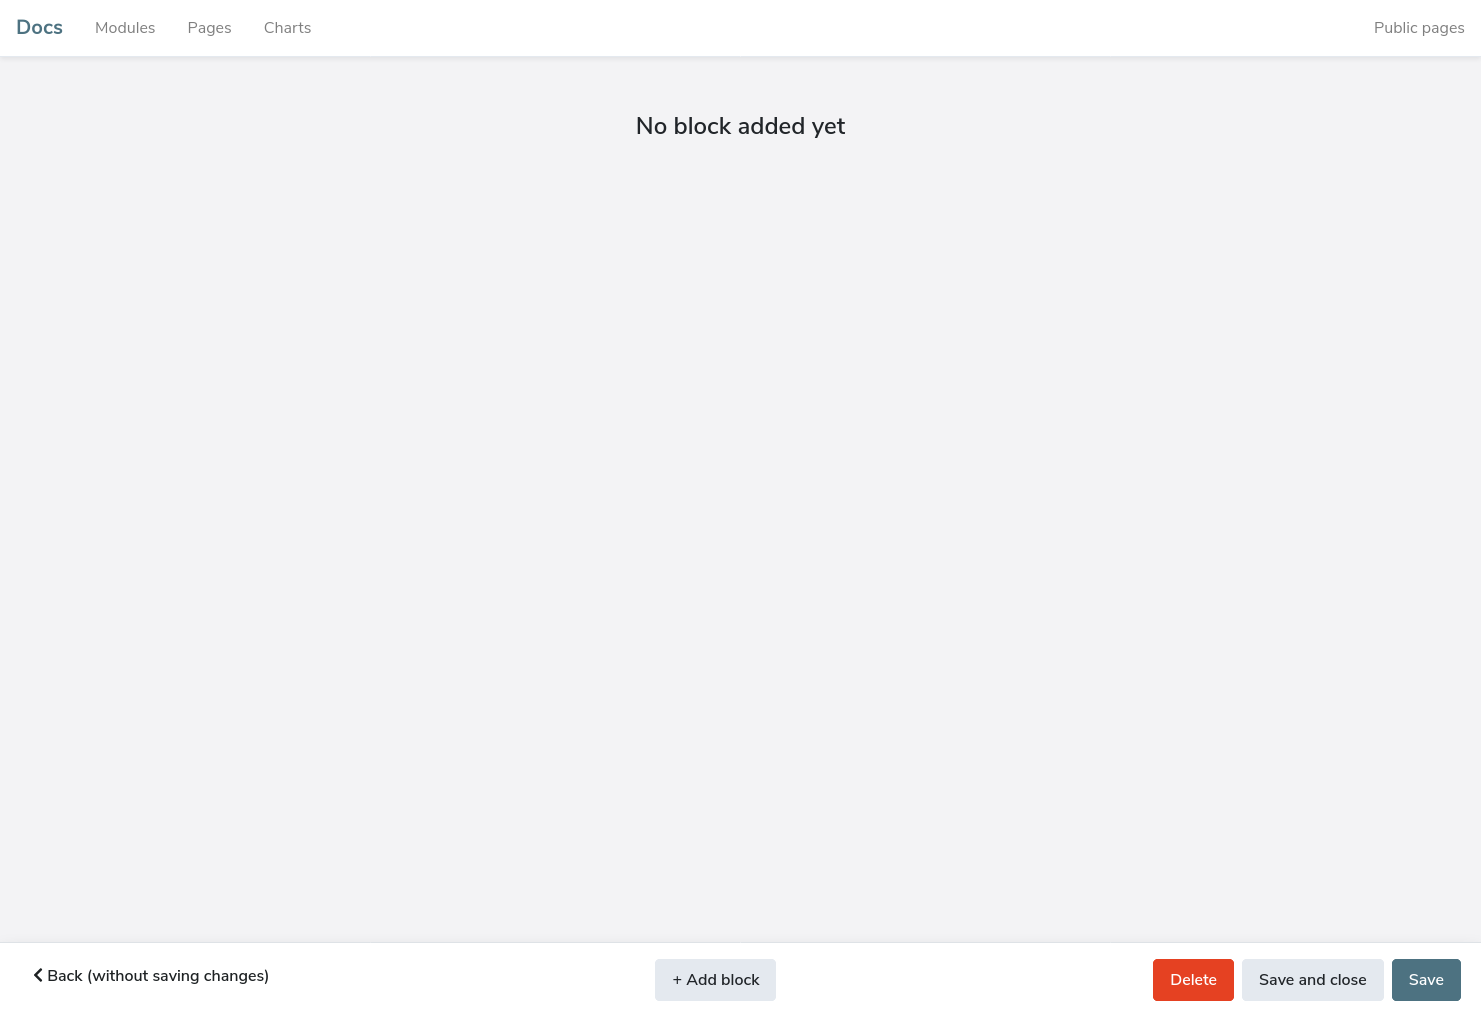 Docs Modules Pages Charts Public pages
No block added yet
Back (without saving changes) + Add block Delete Save and close Save